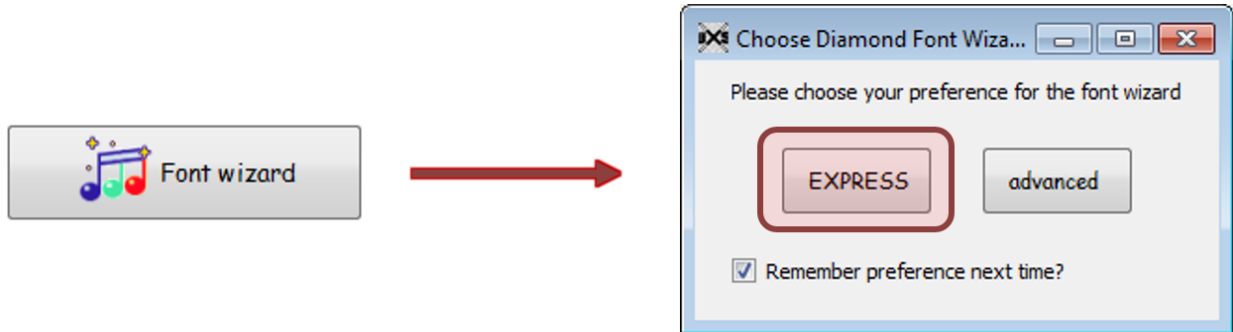 Font wizard
Choose Diamond Font Wiza...
Please choose your preference for the font wizard
EXPRESS
advanced
Remember preference next time?